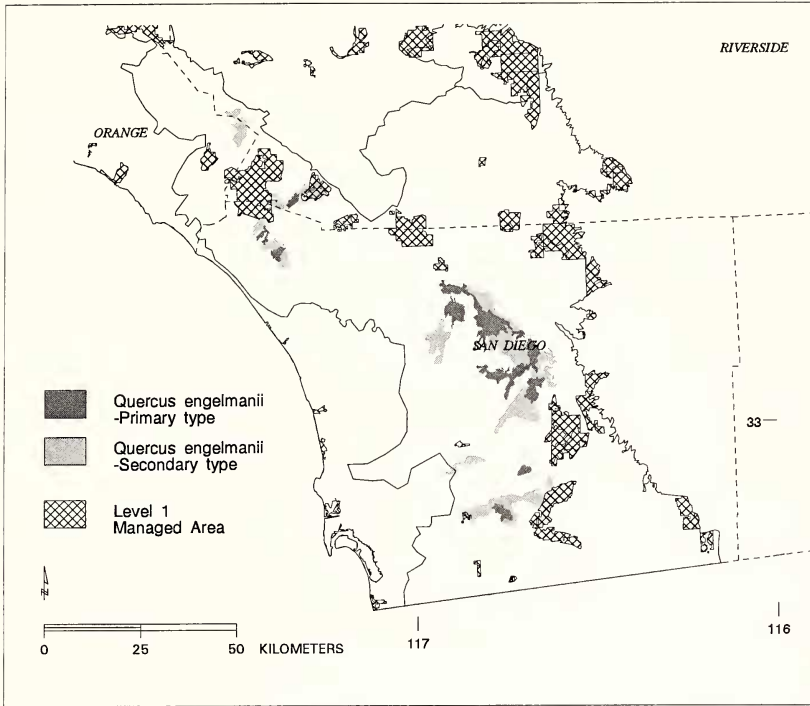 RIVERSIDE
ORANGE
SAN DIEGO
Quercus engelmanii
-Primary type
Quercus engelmanii
-Secondary type
Level 1
Managed Area
33
N
0 25 50 KILOMETERS
117
116